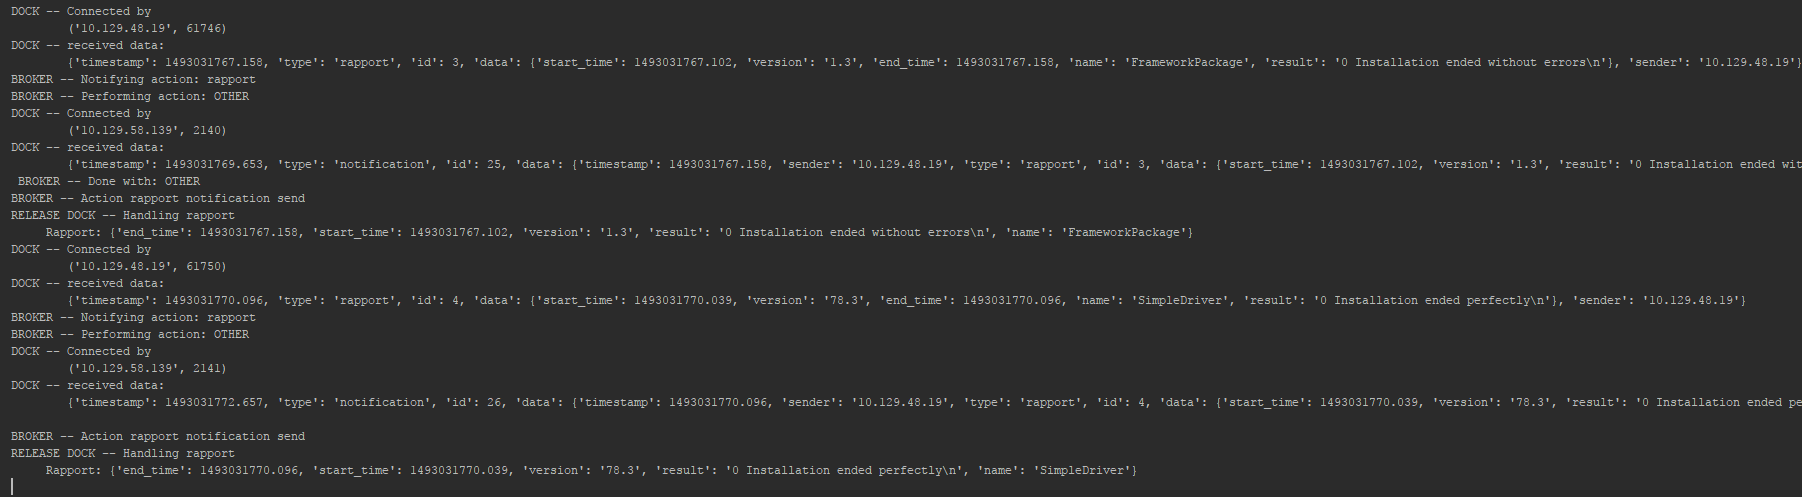 DOCK -- Connected by
('10.129.48.19', 61746)
DOCK -- received data:
{'timestamp': 1493031767.158, 'type': 'rapport', 'id': 3, 'data': {'start_time': 1493031767.102, 'version': '1.3', 'end_time': 1493031767.158, 'name': 'FrameworkPackage', 'result': '0 Installation ended without errors\n'}, 'sender': '10.129.48.19'}
BROKER -- Notifying action: rapport
BROKER -- Performing action: OTHER
DOCK -- Connected by
('10.129.58.139', 2140)
DOCK -- received data:
{'timestamp': 1493031769.653, 'type': 'notification', 'id': 25, 'data': {'timestamp': 1493031767.158, 'sender': '10.129.48.19', 'type': 'rapport', 'id': 3, 'data': {'start_time': 1493031767.102, 'version': '1.3', 'result': '0 Installation ended wit
BROKER -- Done with: OTHER
BROKER -- Action rapport notification send
RELEASE DOCK -- Handling rapport
Rapport: {'end_time': 1493031767.158, 'start_time': 1493031767.102, 'version': '1.3', 'result': '0 Installation ended without errors\n', 'name': 'FrameworkPackage'}
DOCK -- Connected by
('10.129.48.19', 61750)
DOCK -- received data:
{'timestamp': 1493031770.096, 'type': 'rapport', 'id': 4, 'data': {'start_time': 1493031770.039, 'version': '78.3', 'end_time': 1493031770.096, 'name': 'SimpleDriver', 'result': '0 Installation ended perfectly\n'}, 'sender': '10.129.48.19'}
BROKER -- Notifying action: rapport
BROKER -- Performing action: OTHER
DOCK -- Connected by
('10.129.58.139', 2141)
DOCK -- received data:
{'timestamp': 1493031772.657, 'type': 'notification', 'id': 26, 'data': {'timestamp': 1493031770.096, 'sender': '10.129.48.19', 'type': 'rapport', 'id': 4, 'data': {'start_time': 1493031770.039, 'version': '78.3', 'result': '0 Installation ended pe
BROKER -- Action rapport notification send
RELEASE DOCK -- Handling rapport
Rapport: {'end_time': 1493031770.096, 'start_time': 1493031770.039, 'version': '78.3', 'result': '0 Installation ended perfectly\n', 'name': 'SimpleDriver'}